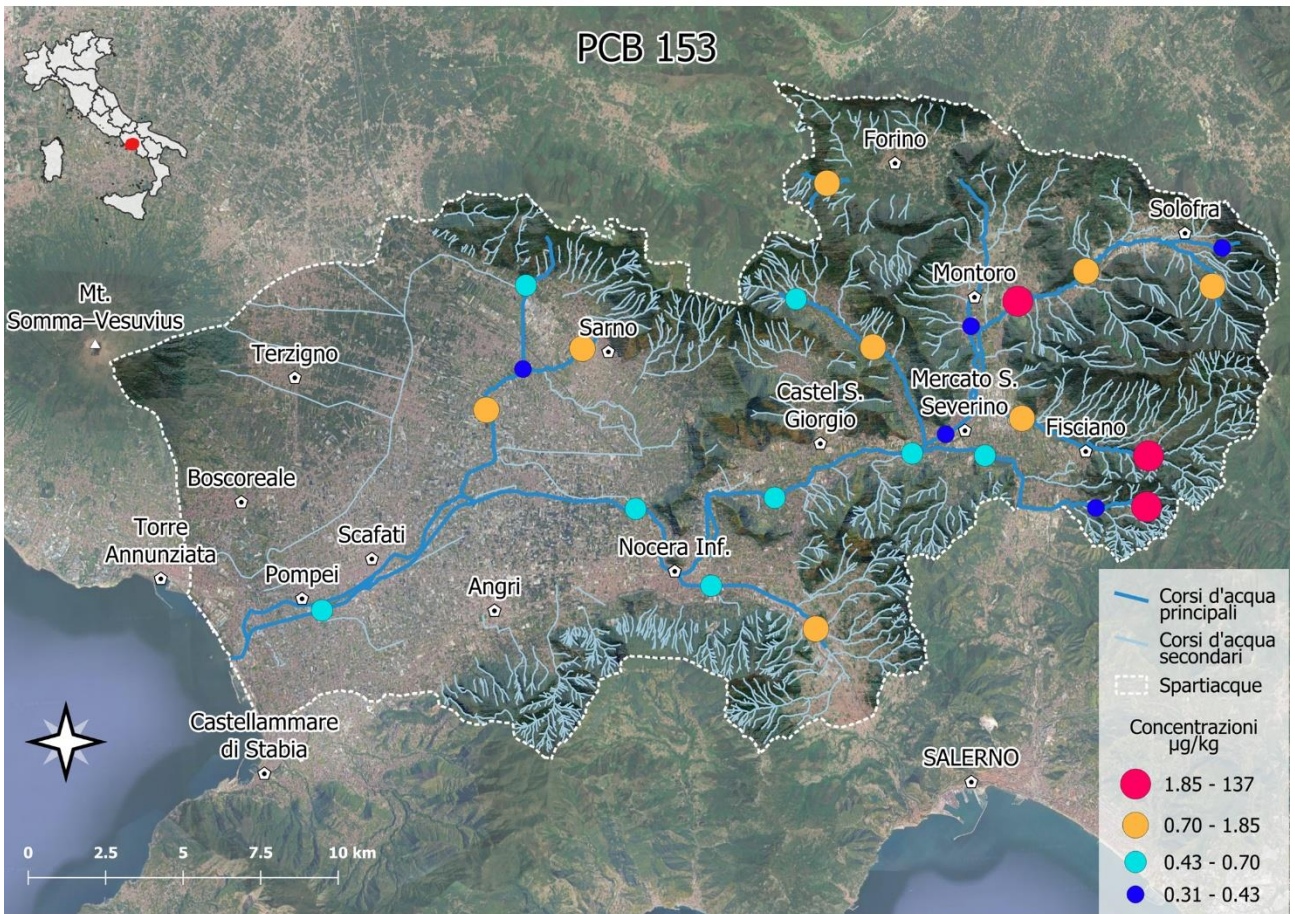 PCB 153
Forino
Solofra
Montoro
Mt.
Somma–Vesuvius
Sarno
Terzigno
Mercato S.
Severino
Castel S.
Giorgio
Fisciano
Boscoreale
Torre
Annunziata
Scafati
Nocera Inf.
Pompei
Angri
Castellammare
di Stabia
SALERNO
Corsi d'acqua
principali
Corsi d'acqua
secondari
Spartiacque
Concentrazioni
µg/kg
1.85 - 137
0.70 - 1.85
0.43 - 0.70
0.31 - 0.43
0 2.5 5 7.5 10 km